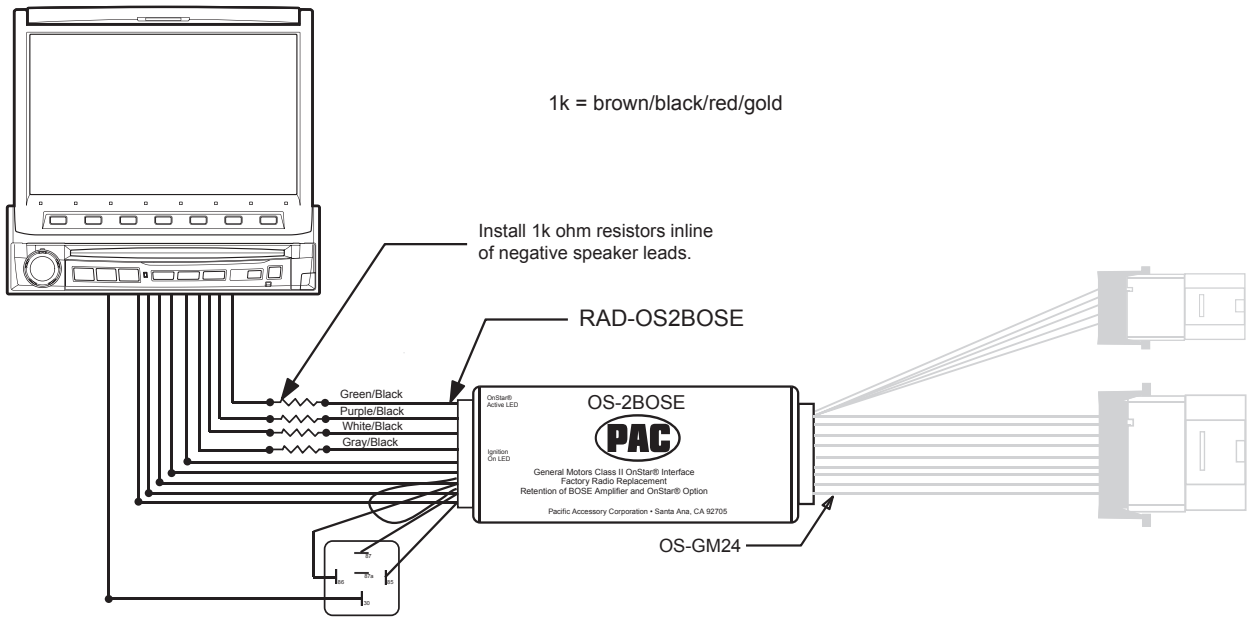 1k = brown/black/red/gold
Install 1k ohm resistors inline
of negative speaker leads.
RAD-OS2BOSE
Green/Black
Purple/Black
White/Black
Gray/Black
OnStar®
Active LED
OS-2BOSE
PAC
Ignition
On LED
General Motors Class II OnStar® Interface
Factory Radio Replacement
Retention of BOSE Amplifier and OnStar® Option
Pacific Accessory Corporation • Santa Ana, CA 92705
OS-GM24
87
87a
86
85
30